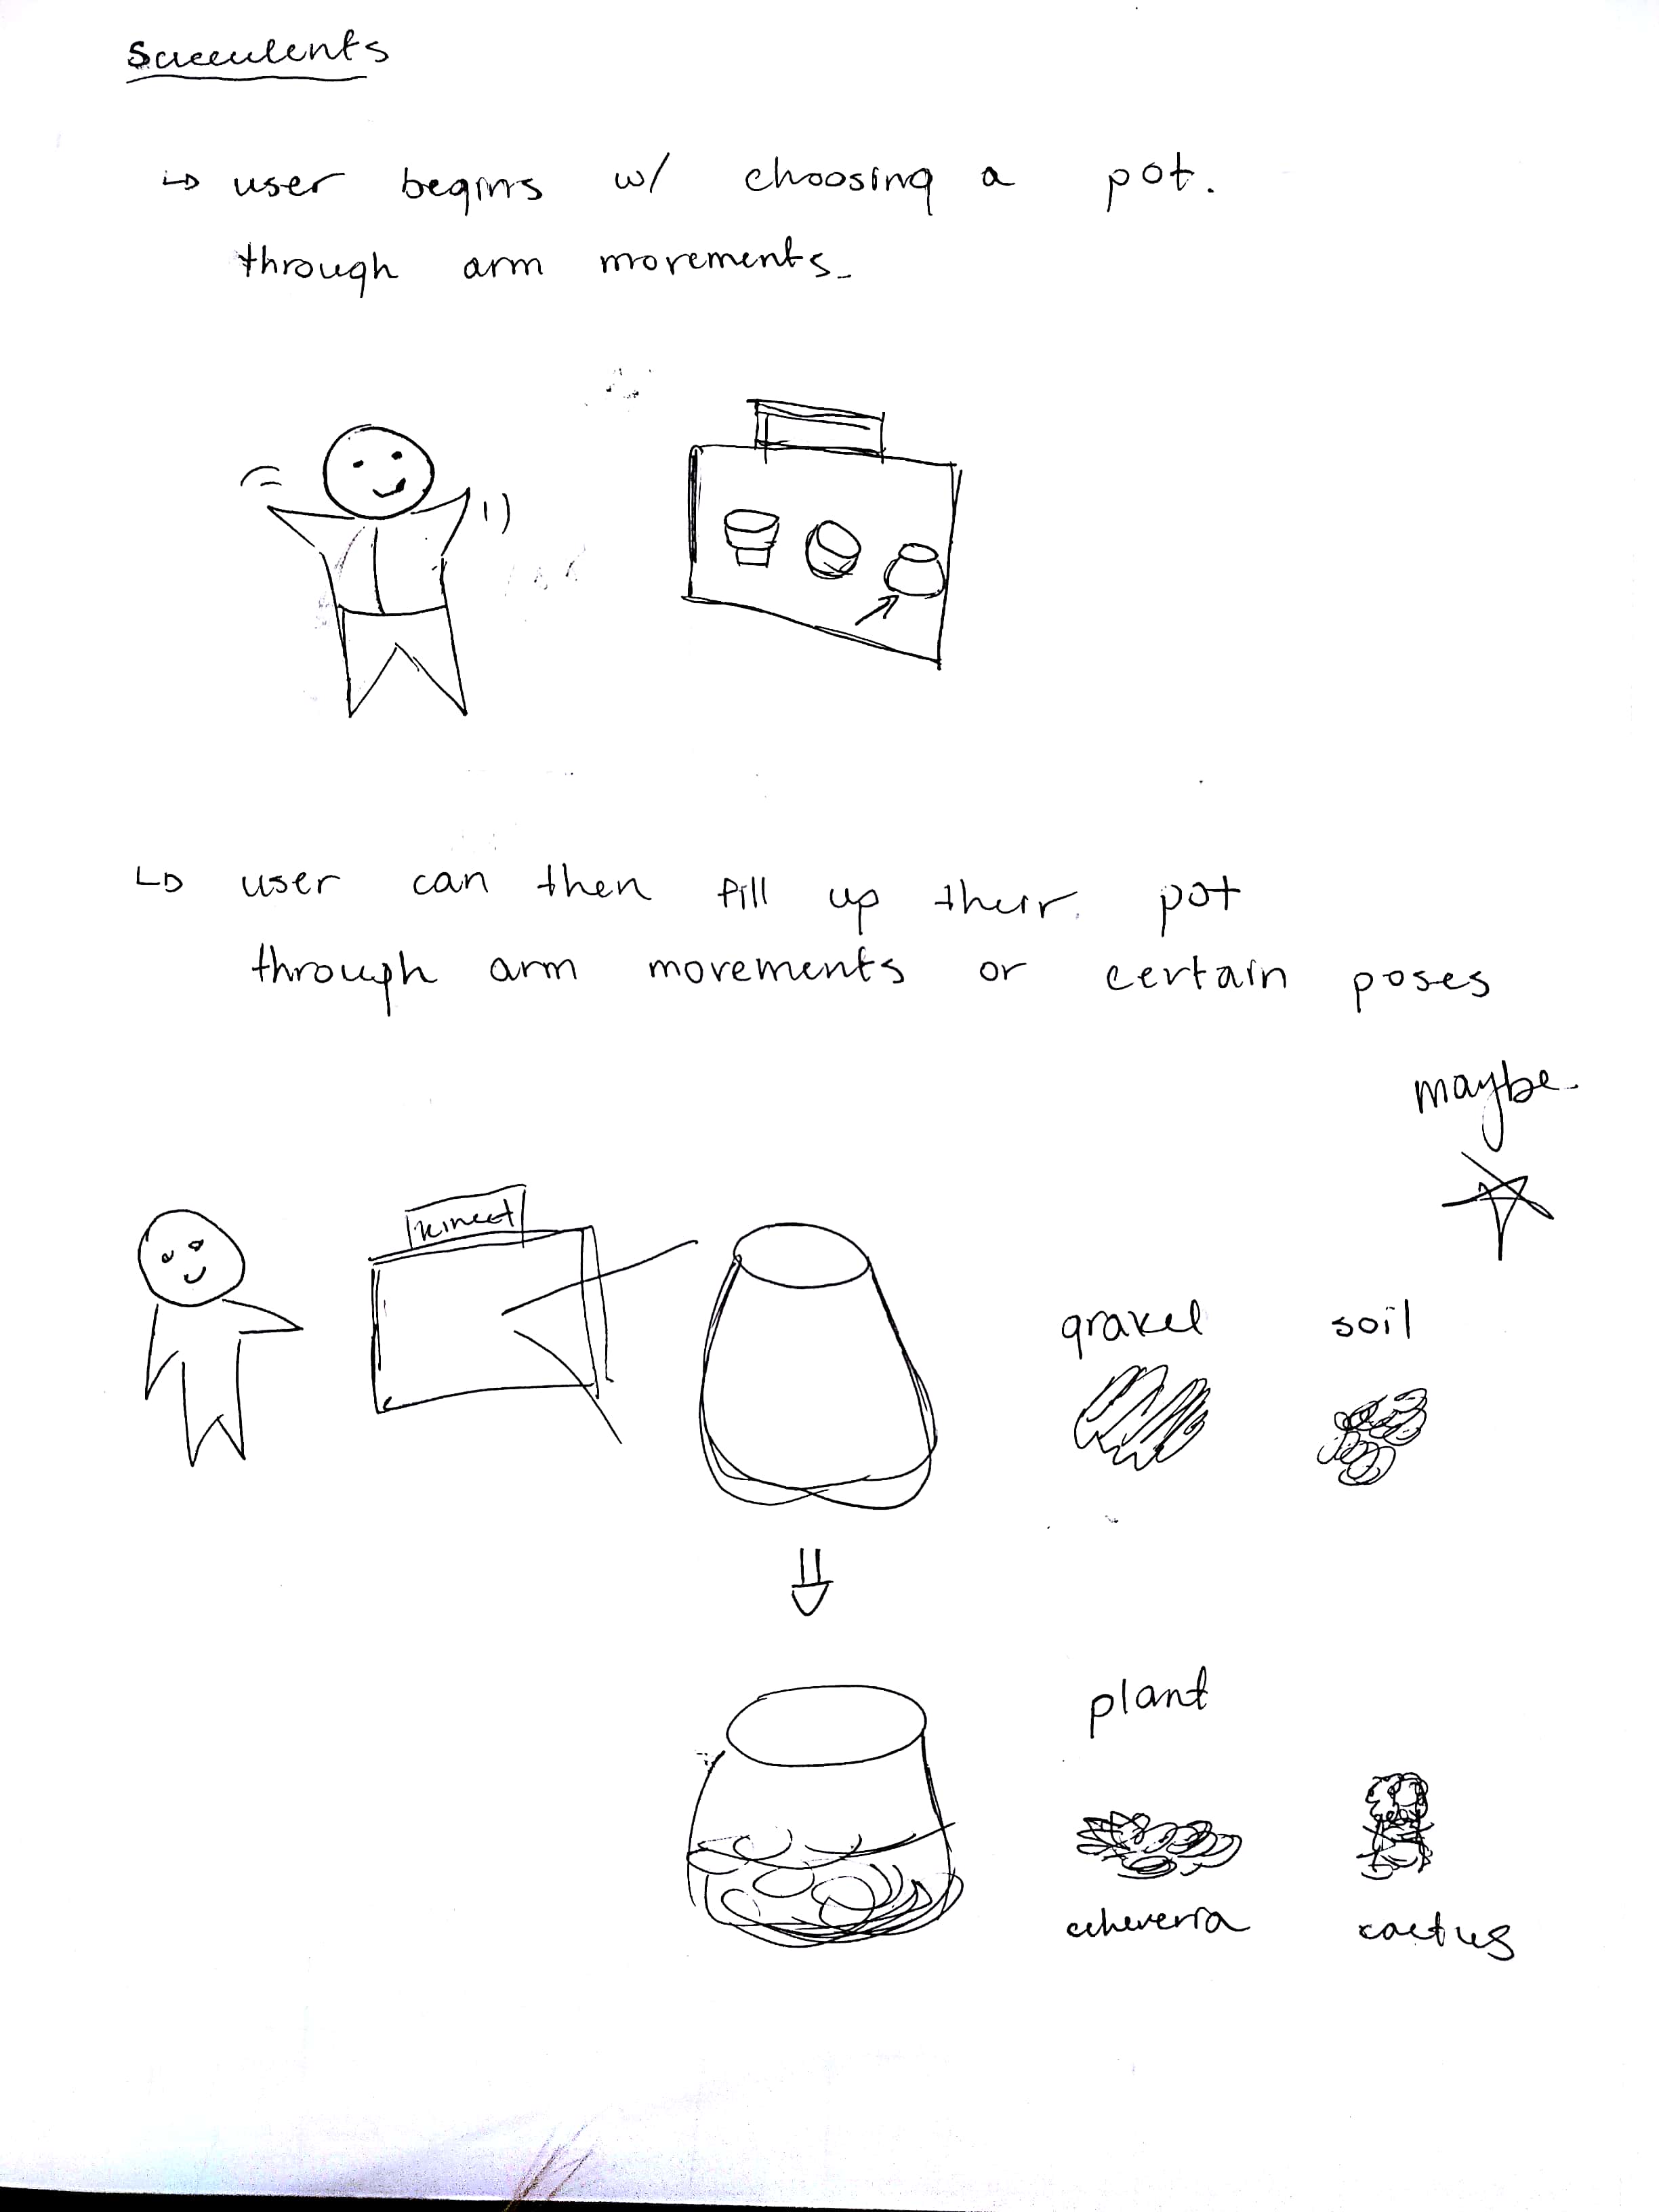 Succulents
↳ user begins w/ choosing a pot.
through arm movements.
↳ user can then fill up their pot
through arm movements or certain poses
maybe
kinect
gravel soil
plant
echeveria cactus